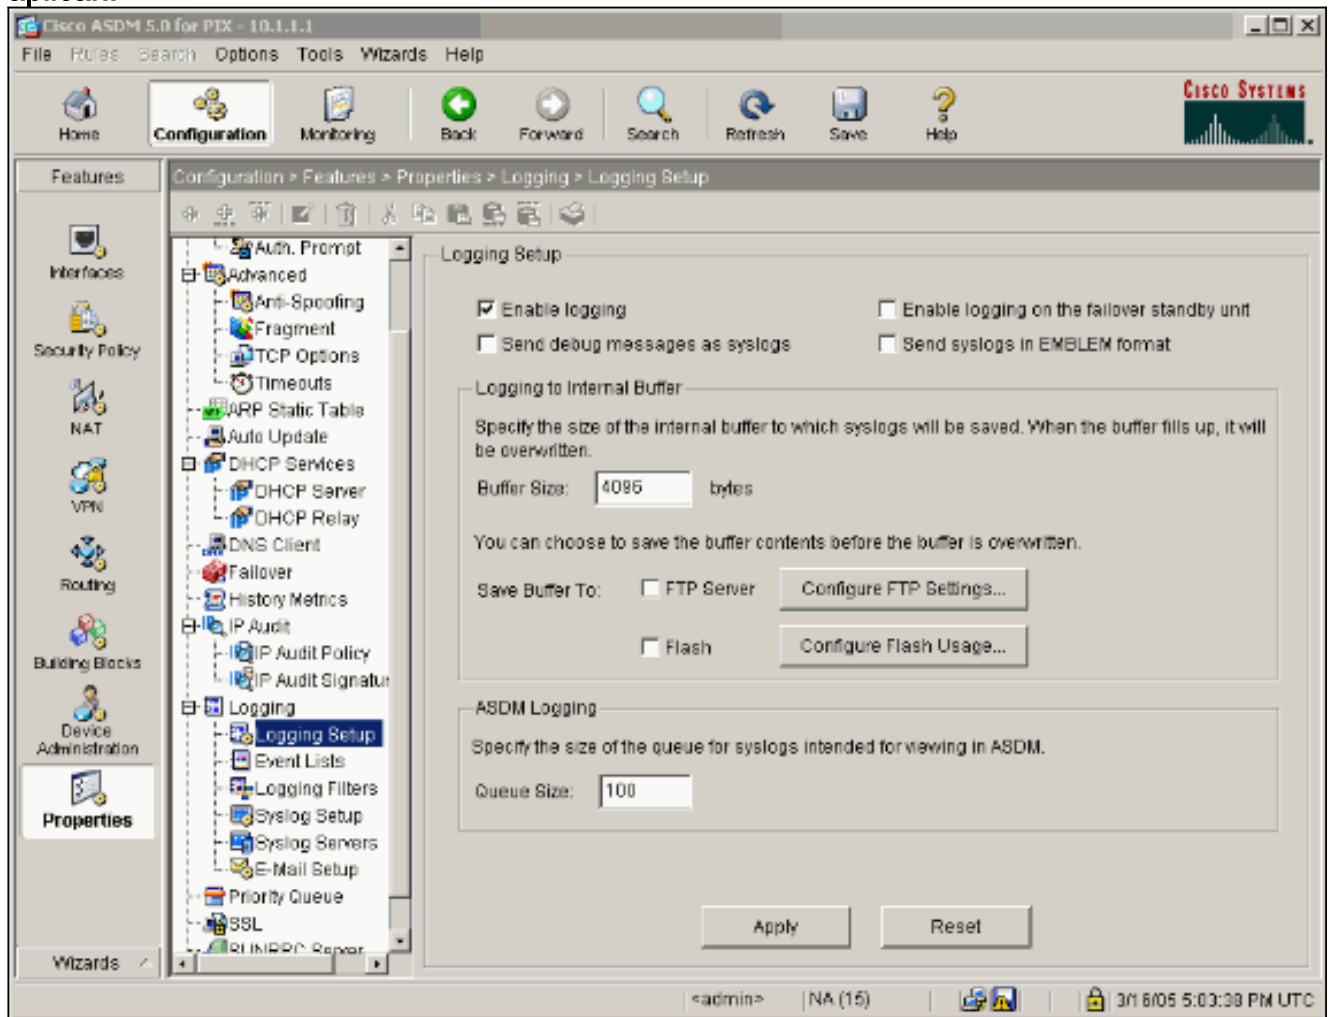 Cisco ASDM 5.0 for PIX - 10.1.1.1
File Rules Search Options Tools Wizards Help
Home Configuration Monitoring Back Forward Search Refresh Save Help
CISCO SYSTEMS
Features
Configuration > Features > Properties > Logging > Logging Setup
Interfaces
Security Policy
NAT
VPN
Routing
Building Blocks
Device Administration
Properties
Wizards
Auth. Prompt
Advanced
Anti-Spoofing
Fragment
TCP Options
Timeouts
ARP Static Table
Auto Update
DHCP Services
DHCP Server
DHCP Relay
DNS Client
Failover
History Metrics
IP Audit
IP Audit Policy
IP Audit Signatur
Logging
Logging Setup
Event Lists
Logging Filters
Syslog Setup
Syslog Servers
E-Mail Setup
Priority Queue
SSL
SUNRPC Server
Logging Setup
Enable logging
Enable logging on the failover standby unit
Send debug messages as syslogs
Send syslogs in EMBLEM format
Logging to Internal Buffer
Specify the size of the internal buffer to which syslogs will be saved. When the buffer fills up, it will
be overwritten.
Buffer Size: 4096 bytes
You can choose to save the buffer contents before the buffer is overwritten.
Save Buffer To: FTP Server Configure FTP Settings...
Flash Configure Flash Usage...
ASDM Logging
Specify the size of the queue for syslogs intended for viewing in ASDM.
Queue Size: 100
Apply Reset
<admin> NA (15) 3/16/05 5:03:38 PM UTC